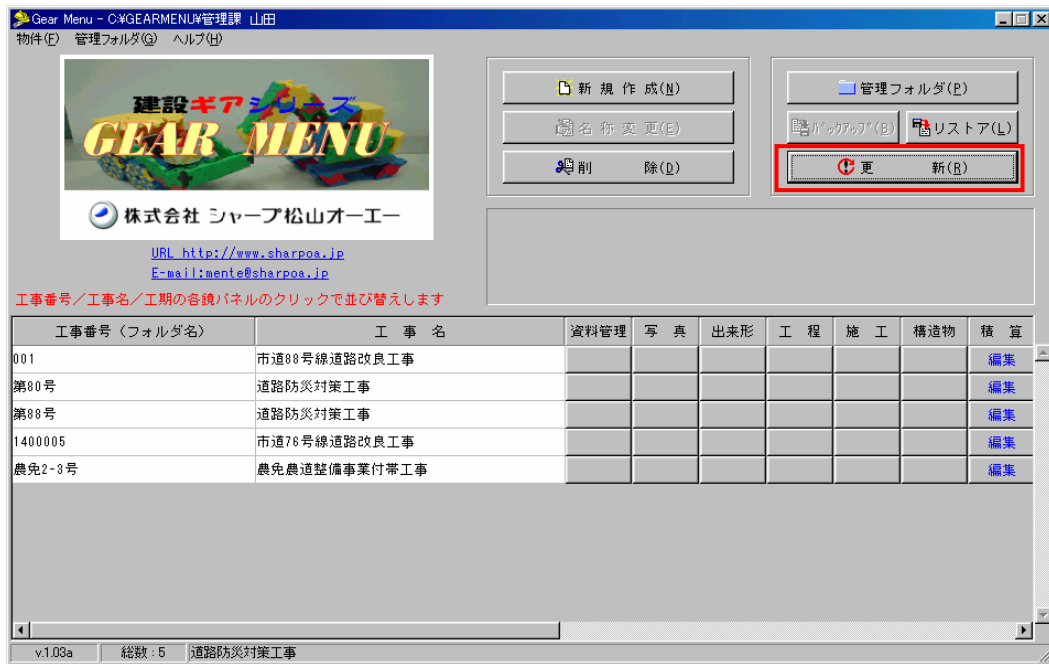 Gear Menu - C:¥GEARMENU¥管理課 山田
物件(F) 管理フォルダ(G) ヘルプ(H)
建設ギアシリーズ
GEAR MENU
株式会社 シャープ松山オーエー
URL http://www.sharpoa.jp
E-mail:mente@sharpoa.jp
工事番号/工事名/工期の各鏡パネルのクリックで並び替えします
新 規 作 成(N)
名 称 変 更(E)
削 除(D)
管理フォルダ(P)
バックアップ(B) リストア(L)
更 新(R)
工事番号 (フォルダ名) 工 事 名 資料管理 写 真 出来形 工 程 施 工 構造物 積 算
001 市道88号線道路改良工事 編集
第80号 道路防災対策工事 編集
第88号 道路防災対策工事 編集
1400005 市道76号線道路改良工事 編集
農免2-3号 農免農道整備事業付帯工事 編集
v.1.03a 総数:5 道路防災対策工事